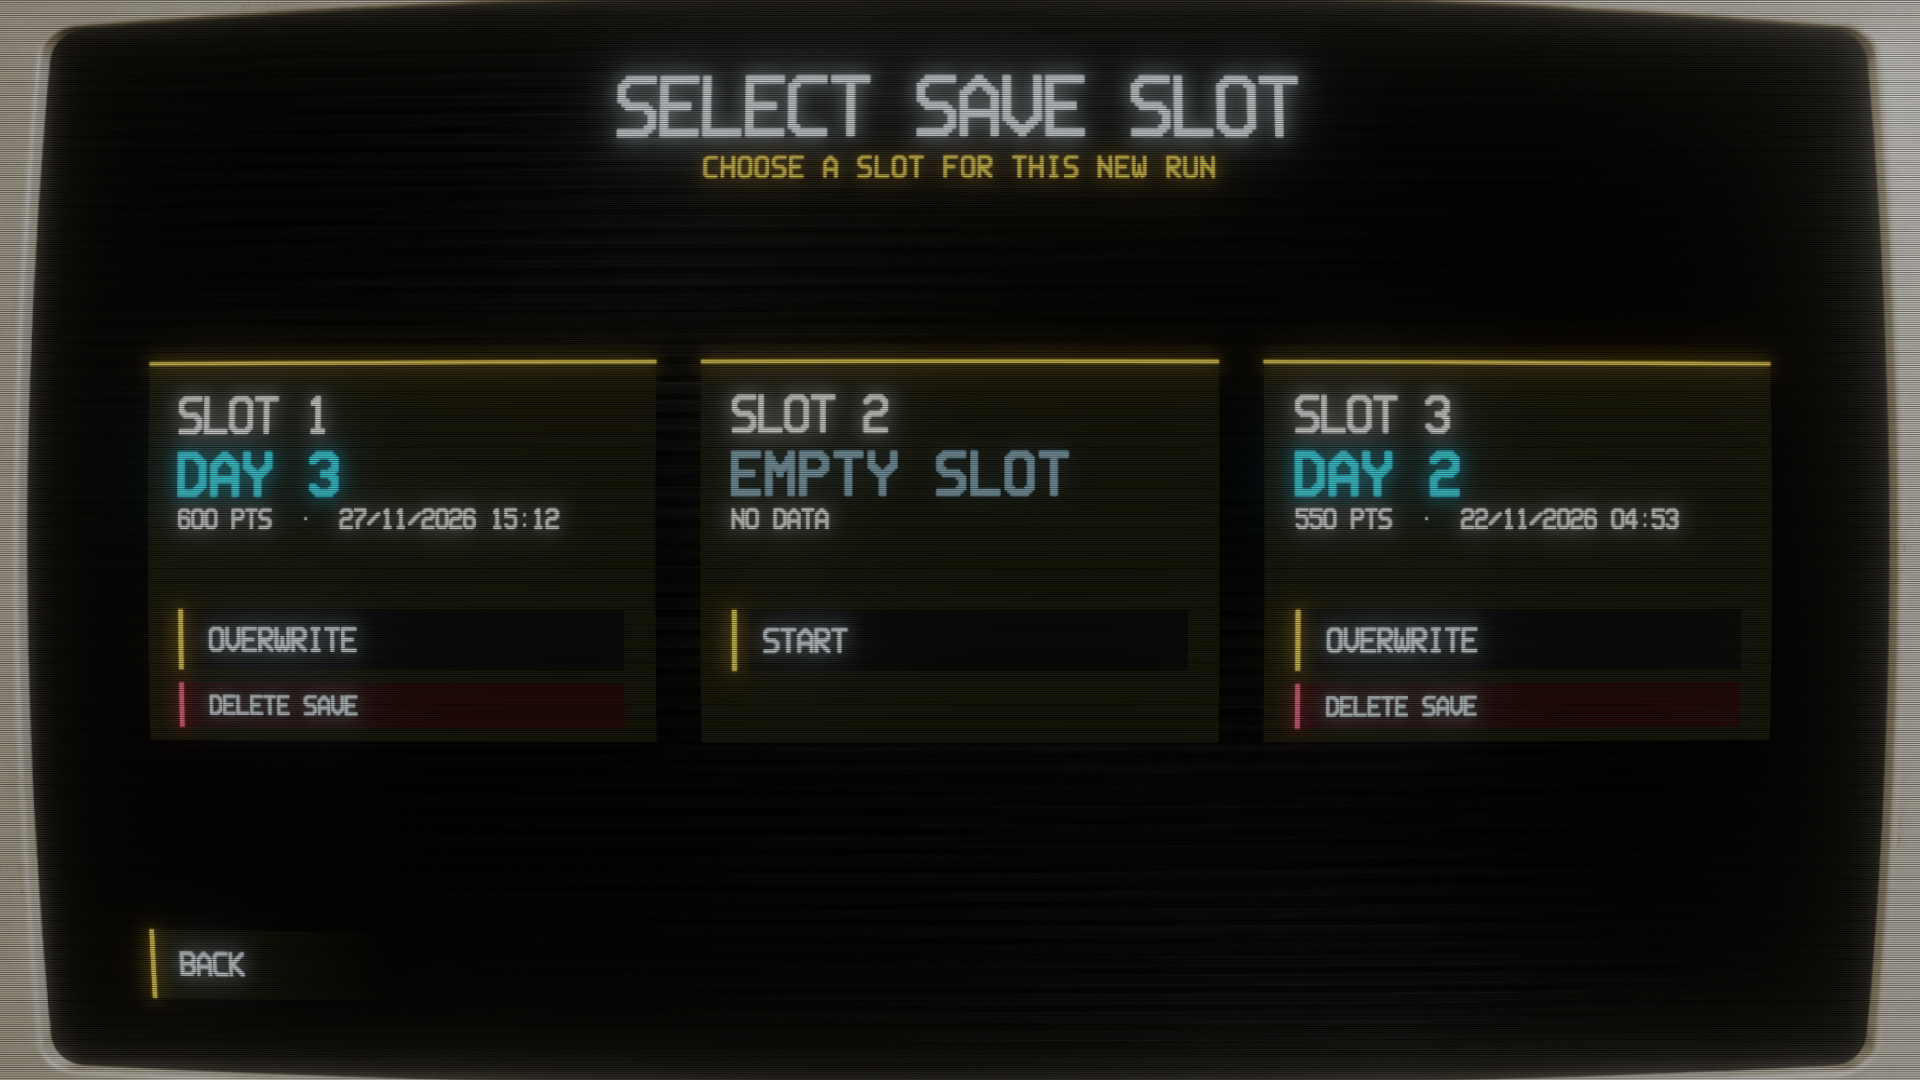 SELECT SAVE SLOT
CHOOSE A SLOT FOR THIS NEW RUN
SLOT 1
DAY 3
600 PTS · 27/11/2026 15:12
OVERWRITE
DELETE SAVE
SLOT 2
EMPTY SLOT
NO DATA
START
SLOT 3
DAY 2
550 PTS · 22/11/2026 04:53
OVERWRITE
DELETE SAVE
BACK